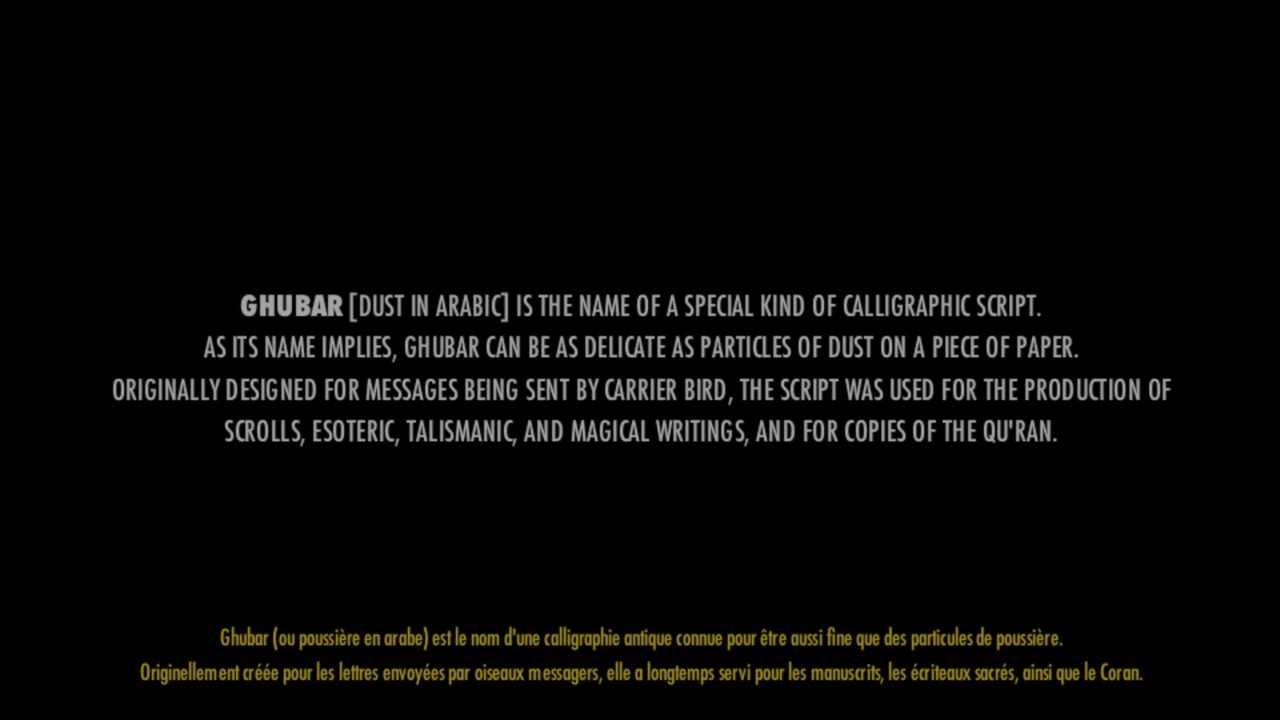 GHUBAR [DUST IN ARABIC] IS THE NAME OF A SPECIAL KIND OF CALLIGRAPHIC SCRIPT.
AS ITS NAME IMPLIES, GHUBAR CAN BE AS DELICATE AS PARTICLES OF DUST ON A PIECE OF PAPER.
ORIGINALLY DESIGNED FOR MESSAGES BEING SENT BY CARRIER BIRD, THE SCRIPT WAS USED FOR THE PRODUCTION OF
SCROLLS, ESOTERIC, TALISMANIC, AND MAGICAL WRITINGS, AND FOR COPIES OF THE QU'RAN.
Ghubar (ou poussière en arabe) est le nom d'une calligraphie antique connue pour être aussi fine que des particules de poussière.
Originellement créée pour les lettres envoyées par oiseaux messagers, elle a longtemps servi pour les manuscrits, les écriteaux sacrés, ainsi que le Coran.